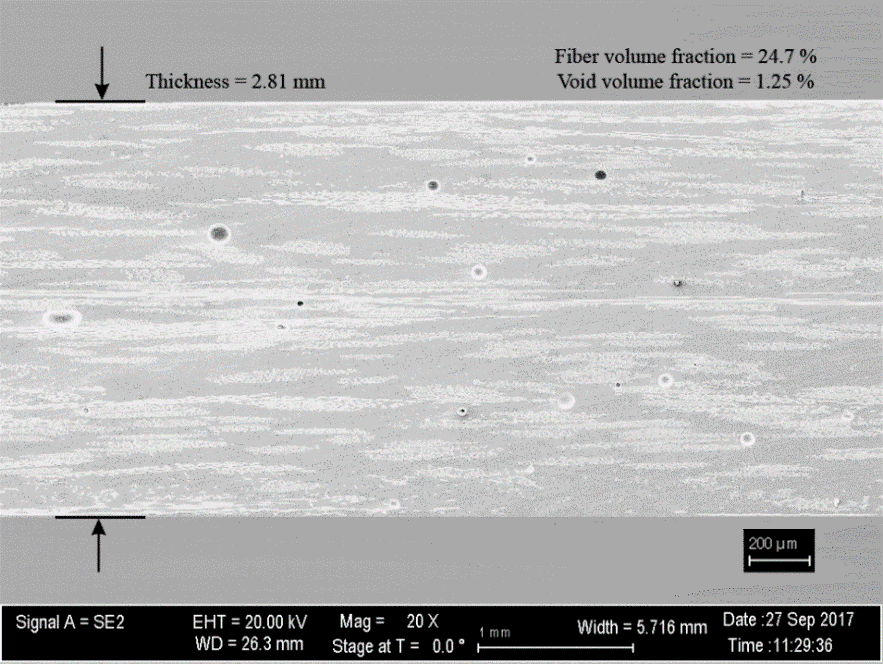 Fiber volume fraction = 24.7 %
Thickness = 2.81 mm
Void volume fraction = 1.25 %
200 µm
Signal A = SE2
EHT = 20.00 kV
WD = 26.3 mm
Mag = 20 X
Stage at T = 0.0 °
1 mm
Width = 5.716 mm
Date :27 Sep 2017
Time :11:29:36